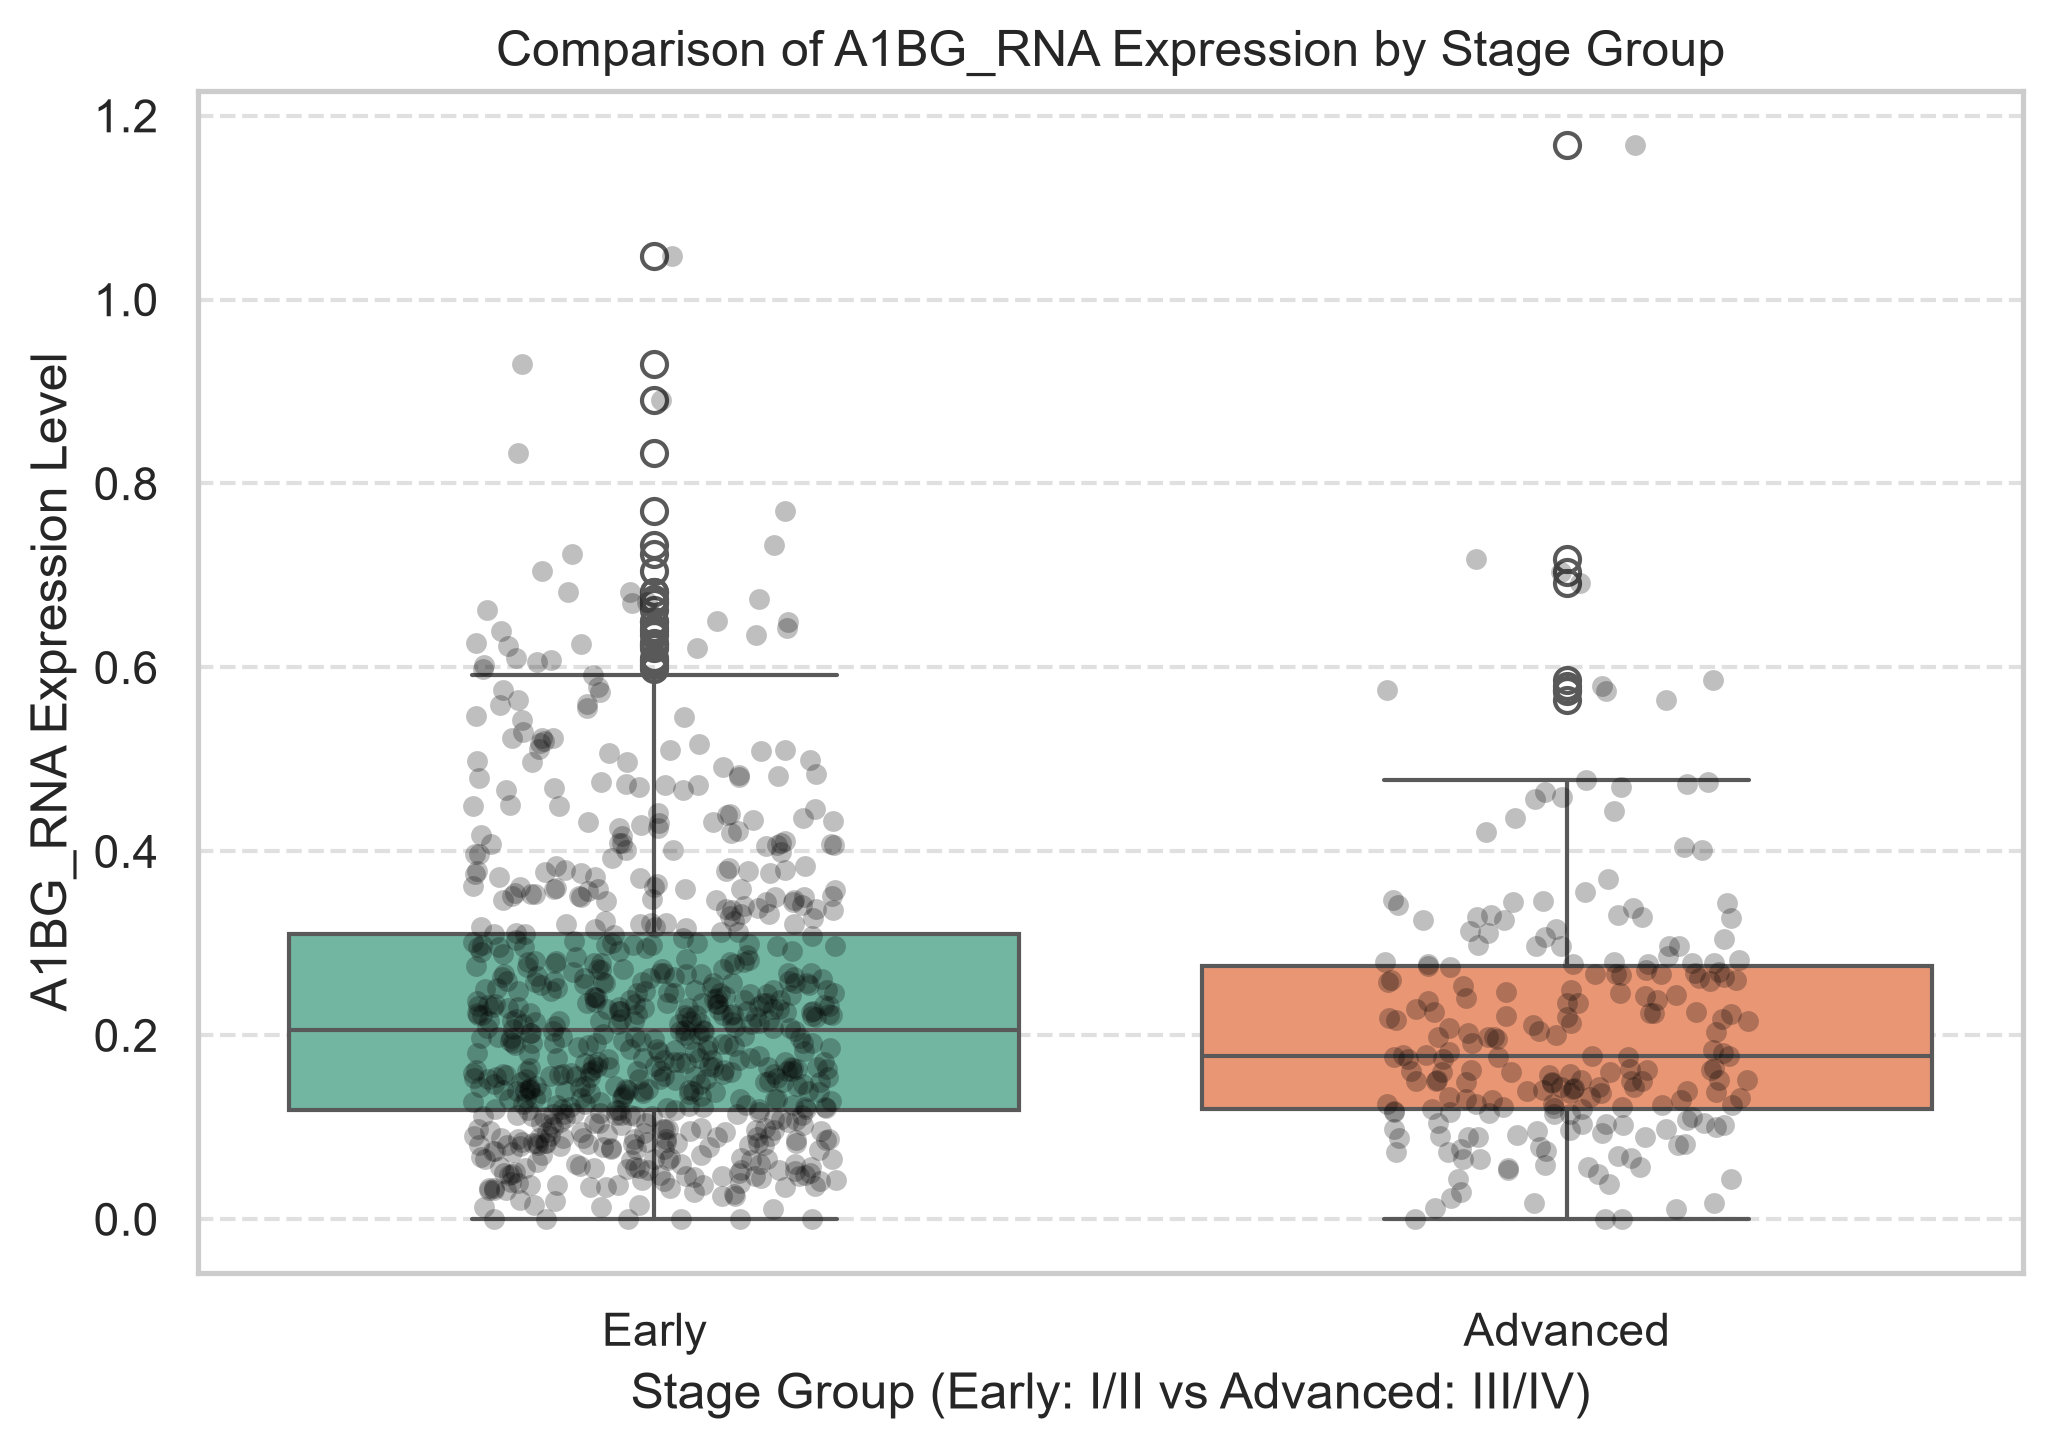 Comparison of A1BG_RNA Expression by Stage Group
1.2
1.0
0.8
0.6
0.4
0.2
0.0
A1BG_RNA Expression Level
Early
Advanced
Stage Group (Early: I/II vs Advanced: III/IV)